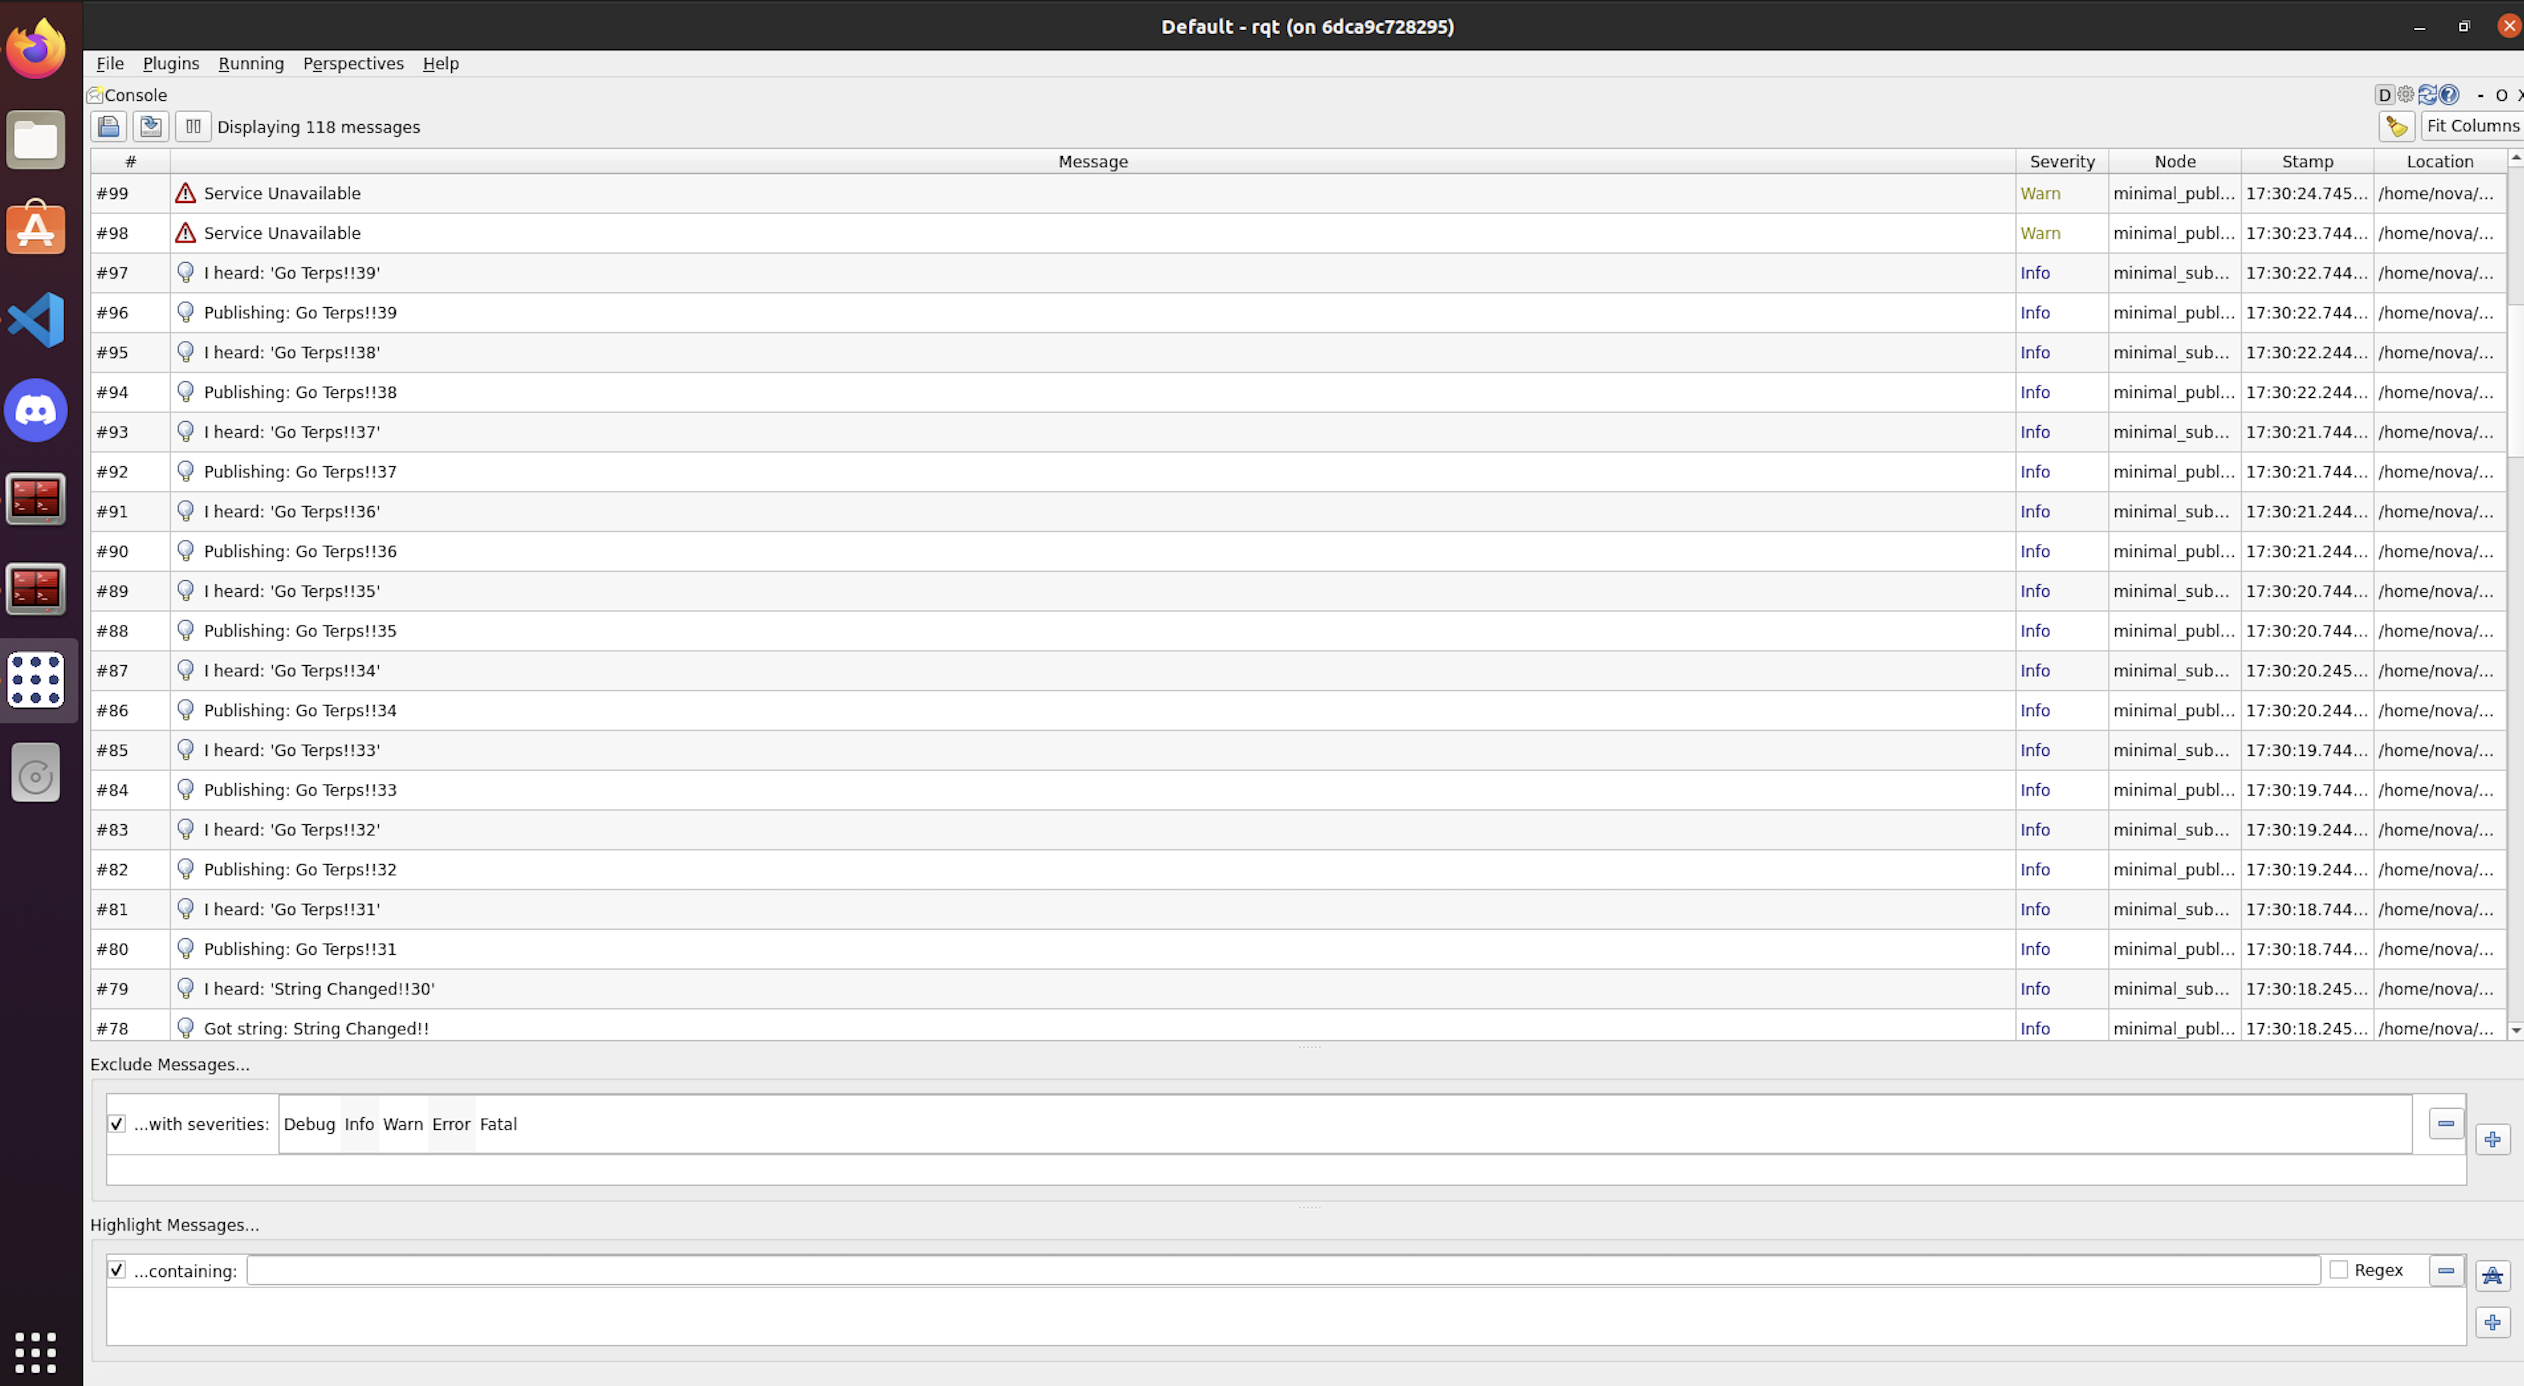 Default - rqt (on 6dca9c728295)
File Plugins Running Perspectives Help
Console D - O X
Displaying 118 messages Fit Columns
# Message Severity Node Stamp Location
#99 Service Unavailable Warn minimal_publ... 17:30:24.745... /home/nova/...
#98 Service Unavailable Warn minimal_publ... 17:30:23.744... /home/nova/...
#97 I heard: 'Go Terps!!39' Info minimal_sub... 17:30:22.744... /home/nova/...
#96 Publishing: Go Terps!!39 Info minimal_publ... 17:30:22.744... /home/nova/...
#95 I heard: 'Go Terps!!38' Info minimal_sub... 17:30:22.244... /home/nova/...
#94 Publishing: Go Terps!!38 Info minimal_publ... 17:30:22.244... /home/nova/...
#93 I heard: 'Go Terps!!37' Info minimal_sub... 17:30:21.744... /home/nova/...
#92 Publishing: Go Terps!!37 Info minimal_publ... 17:30:21.744... /home/nova/...
#91 I heard: 'Go Terps!!36' Info minimal_sub... 17:30:21.244... /home/nova/...
#90 Publishing: Go Terps!!36 Info minimal_publ... 17:30:21.244... /home/nova/...
#89 I heard: 'Go Terps!!35' Info minimal_sub... 17:30:20.744... /home/nova/...
#88 Publishing: Go Terps!!35 Info minimal_publ... 17:30:20.744... /home/nova/...
#87 I heard: 'Go Terps!!34' Info minimal_sub... 17:30:20.245... /home/nova/...
#86 Publishing: Go Terps!!34 Info minimal_publ... 17:30:20.244... /home/nova/...
#85 I heard: 'Go Terps!!33' Info minimal_sub... 17:30:19.744... /home/nova/...
#84 Publishing: Go Terps!!33 Info minimal_publ... 17:30:19.744... /home/nova/...
#83 I heard: 'Go Terps!!32' Info minimal_sub... 17:30:19.244... /home/nova/...
#82 Publishing: Go Terps!!32 Info minimal_publ... 17:30:19.244... /home/nova/...
#81 I heard: 'Go Terps!!31' Info minimal_sub... 17:30:18.744... /home/nova/...
#80 Publishing: Go Terps!!31 Info minimal_publ... 17:30:18.744... /home/nova/...
#79 I heard: 'String Changed!!30' Info minimal_sub... 17:30:18.245... /home/nova/...
#78 Got string: String Changed!! Info minimal_publ... 17:30:18.245... /home/nova/...
Exclude Messages...
...with severities: Debug Info Warn Error Fatal
Highlight Messages...
...containing: Regex